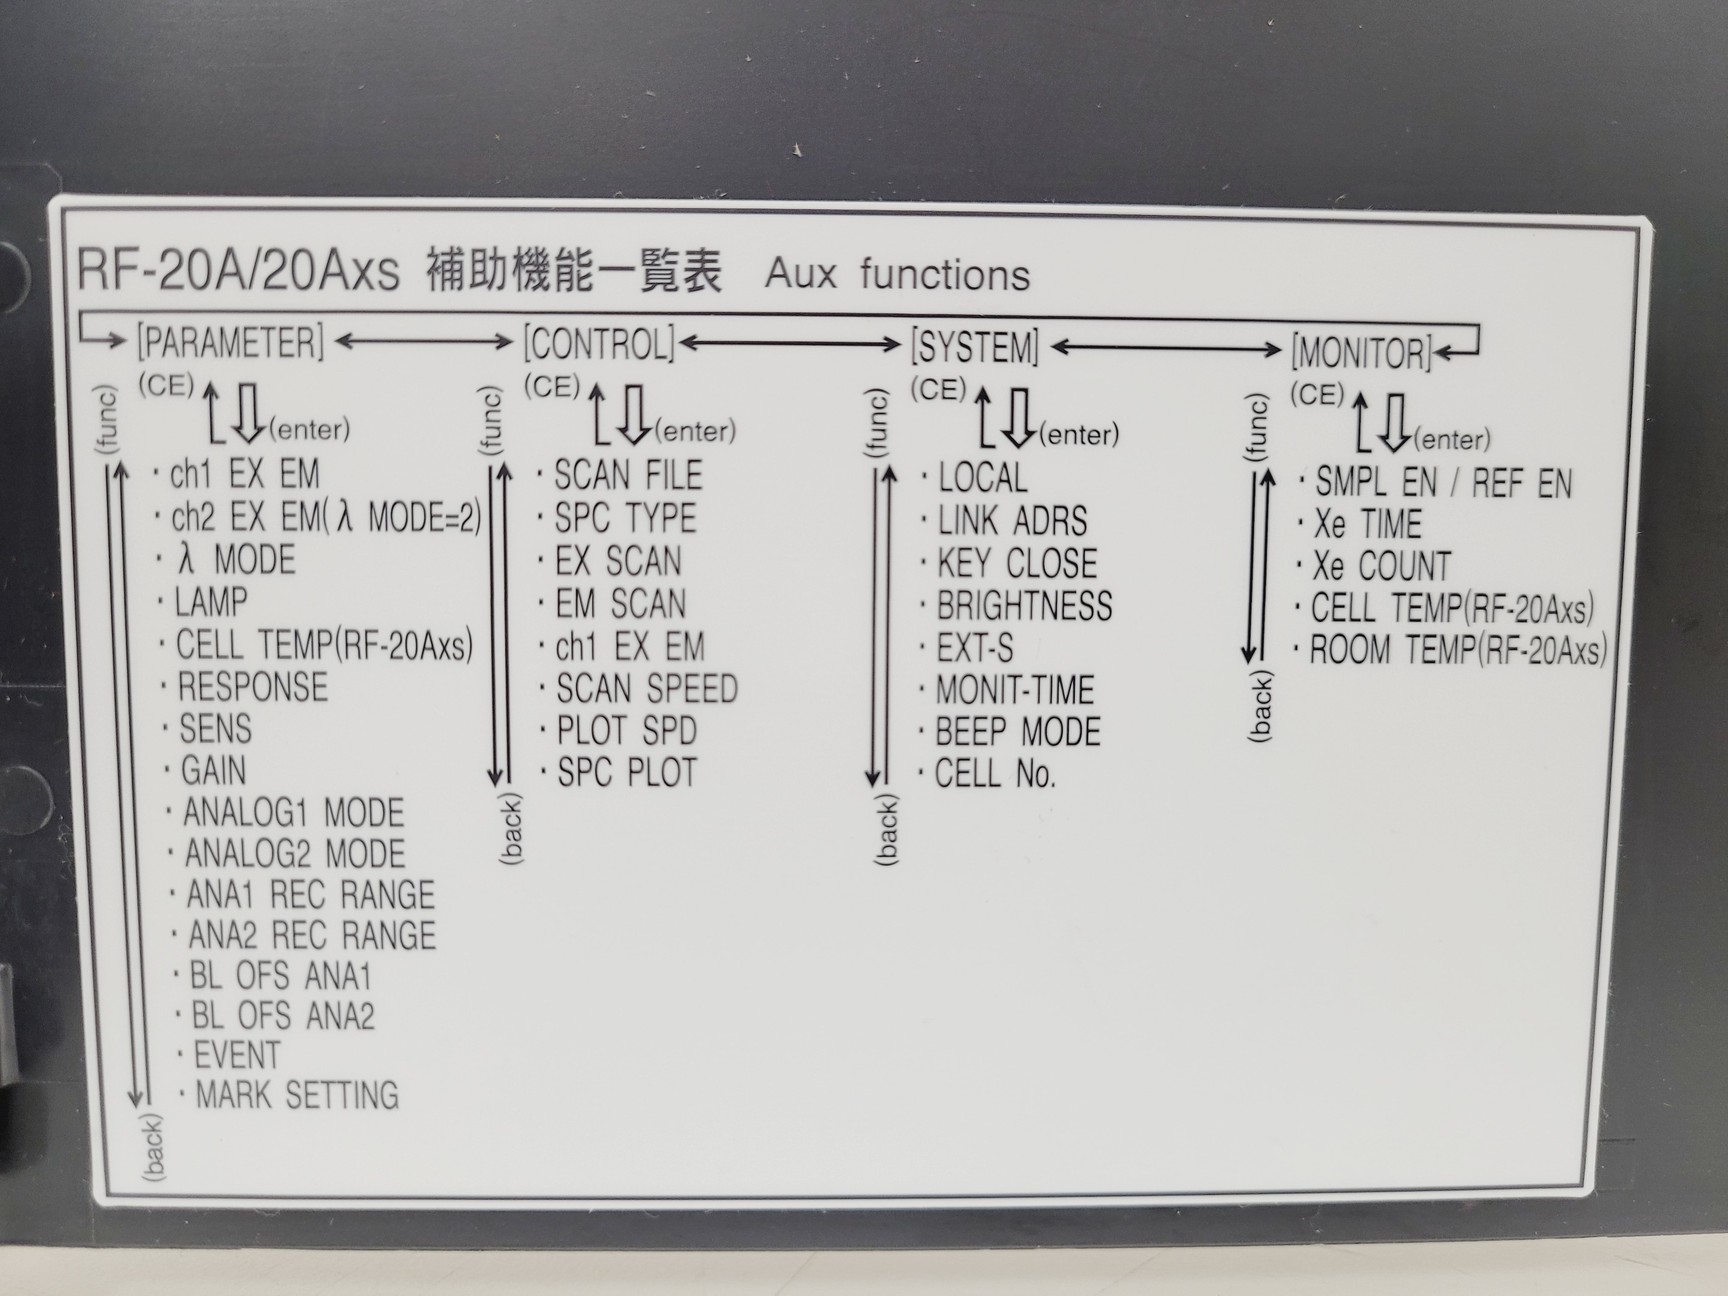 RF-20A/20Axs 補助機能一覧表 Aux functions
[PARAMETER] [CONTROL] [SYSTEM] [MONITOR]
(func) (CE) (enter)
· ch1 EX EM
· ch2 EX EM(λ MODE=2)
· λ MODE
· LAMP
· CELL TEMP(RF-20Axs)
· RESPONSE
· SENS
· GAIN
· ANALOG1 MODE
· ANALOG2 MODE
· ANA1 REC RANGE
· ANA2 REC RANGE
· BL OFS ANA1
· BL OFS ANA2
· EVENT
· MARK SETTING
(back)
(func) (CE) (enter)
· SCAN FILE
· SPC TYPE
· EX SCAN
· EM SCAN
· ch1 EX EM
· SCAN SPEED
· PLOT SPD
· SPC PLOT
(back)
(func) (CE) (enter)
· LOCAL
· LINK ADRS
· KEY CLOSE
· BRIGHTNESS
· EXT-S
· MONIT-TIME
· BEEP MODE
· CELL No.
(back)
(func) (CE) (enter)
· SMPL EN / REF EN
· Xe TIME
· Xe COUNT
· CELL TEMP(RF-20Axs)
· ROOM TEMP(RF-20Axs)
(back)